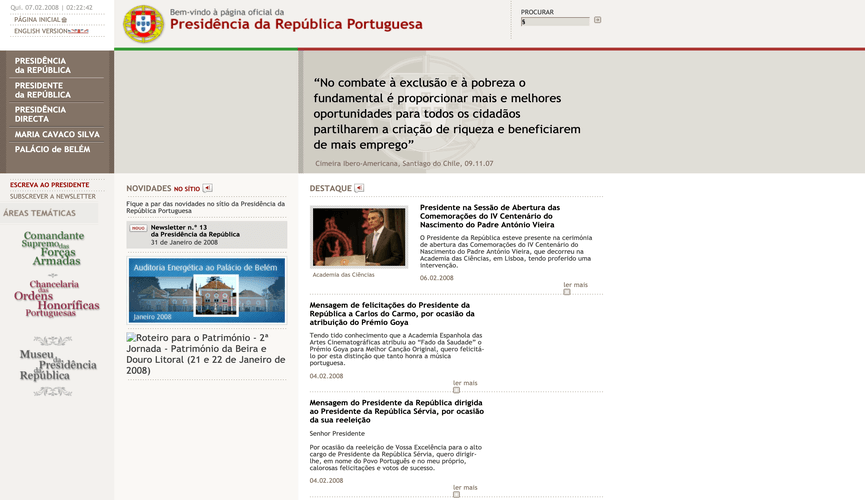 Qui. 07.02.2008 | 02:22:42
PÁGINA INICIAL
ENGLISH VERSION
Bem-vindo à página oficial da
Presidência da República Portuguesa
PROCURAR
PRESIDÊNCIA
da REPÚBLICA
PRESIDENTE
da REPÚBLICA
PRESIDÊNCIA
DIRECTA
MARIA CAVACO SILVA
PALÁCIO de BELÉM
“No combate à exclusão e à pobreza o
fundamental é proporcionar mais e melhores
oportunidades para todos os cidadãos
partilharem a criação de riqueza e beneficiarem
de mais emprego”
Cimeira Ibero-Americana, Santiago do Chile, 09.11.07
ESCREVA AO PRESIDENTE
SUBSCREVER A NEWSLETTER
ÁREAS TEMÁTICAS
Comandante
Supremo das
Forças
Armadas
Chancelaria
das
Ordens
Honoríficas
Portuguesas
Museu da
Presidência
da
República
NOVIDADES NO SÍTIO
Fique a par das novidades no sítio da Presidência da
República Portuguesa
NOVO
Newsletter n.º 13
da Presidência da República
31 de Janeiro de 2008
Auditoria Energética ao Palácio de Belém
Janeiro 2008
Roteiro para o Património - 2ª
Jornada - Património da Beira e
Douro Litoral (21 e 22 de Janeiro de
2008)
DESTAQUE
Academia das Ciências
Presidente na Sessão de Abertura das
Comemorações do IV Centenário do
Nascimento do Padre António Vieira
O Presidente da República esteve presente na cerimónia
de abertura das Comemorações do IV Centenário do
Nascimento do Padre António Vieira, que decorreu na
Academia das Ciências, em Lisboa, tendo proferido uma
intervenção.
06.02.2008
ler mais
Mensagem de felicitações do Presidente da
República a Carlos do Carmo, por ocasião da
atribuição do Prémio Goya
Tendo tido conhecimento que a Academia Espanhola das
Artes Cinematográficas atribuiu ao “Fado da Saudade” o
Prémio Goya para Melhor Canção Original, quero felicitá-
lo por esta distinção que tanto honra a música
portuguesa.
04.02.2008
ler mais
Mensagem do Presidente da República dirigida
ao Presidente da República Sérvia, por ocasião
da sua reeleição
Senhor Presidente
Por ocasião da reeleição de Vossa Excelência para o alto
cargo de Presidente da República Sérvia, quero dirigir-
lhe, em nome do Povo Português e no meu próprio,
calorosas felicitações e votos de sucesso.
04.02.2008
ler mais